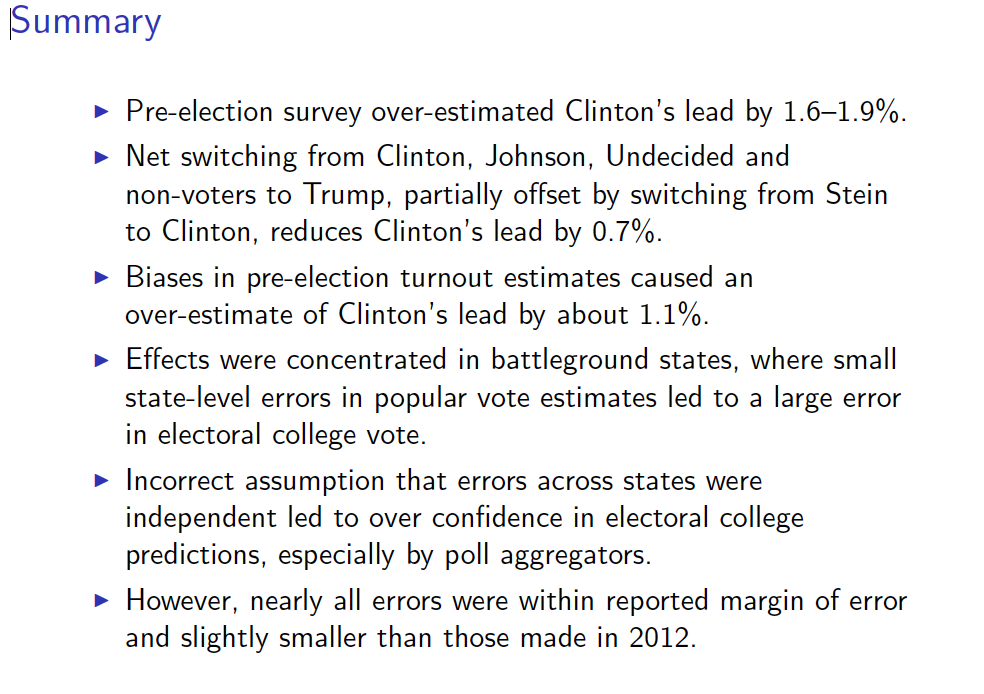 Summary
▶ Pre-election survey over-estimated Clinton's lead by 1.6–1.9%.
▶ Net switching from Clinton, Johnson, Undecided and
non-voters to Trump, partially offset by switching from Stein
to Clinton, reduces Clinton's lead by 0.7%.
▶ Biases in pre-election turnout estimates caused an
over-estimate of Clinton's lead by about 1.1%.
▶ Effects were concentrated in battleground states, where small
state-level errors in popular vote estimates led to a large error
in electoral college vote.
▶ Incorrect assumption that errors across states were
independent led to over confidence in electoral college
predictions, especially by poll aggregators.
▶ However, nearly all errors were within reported margin of error
and slightly smaller than those made in 2012.